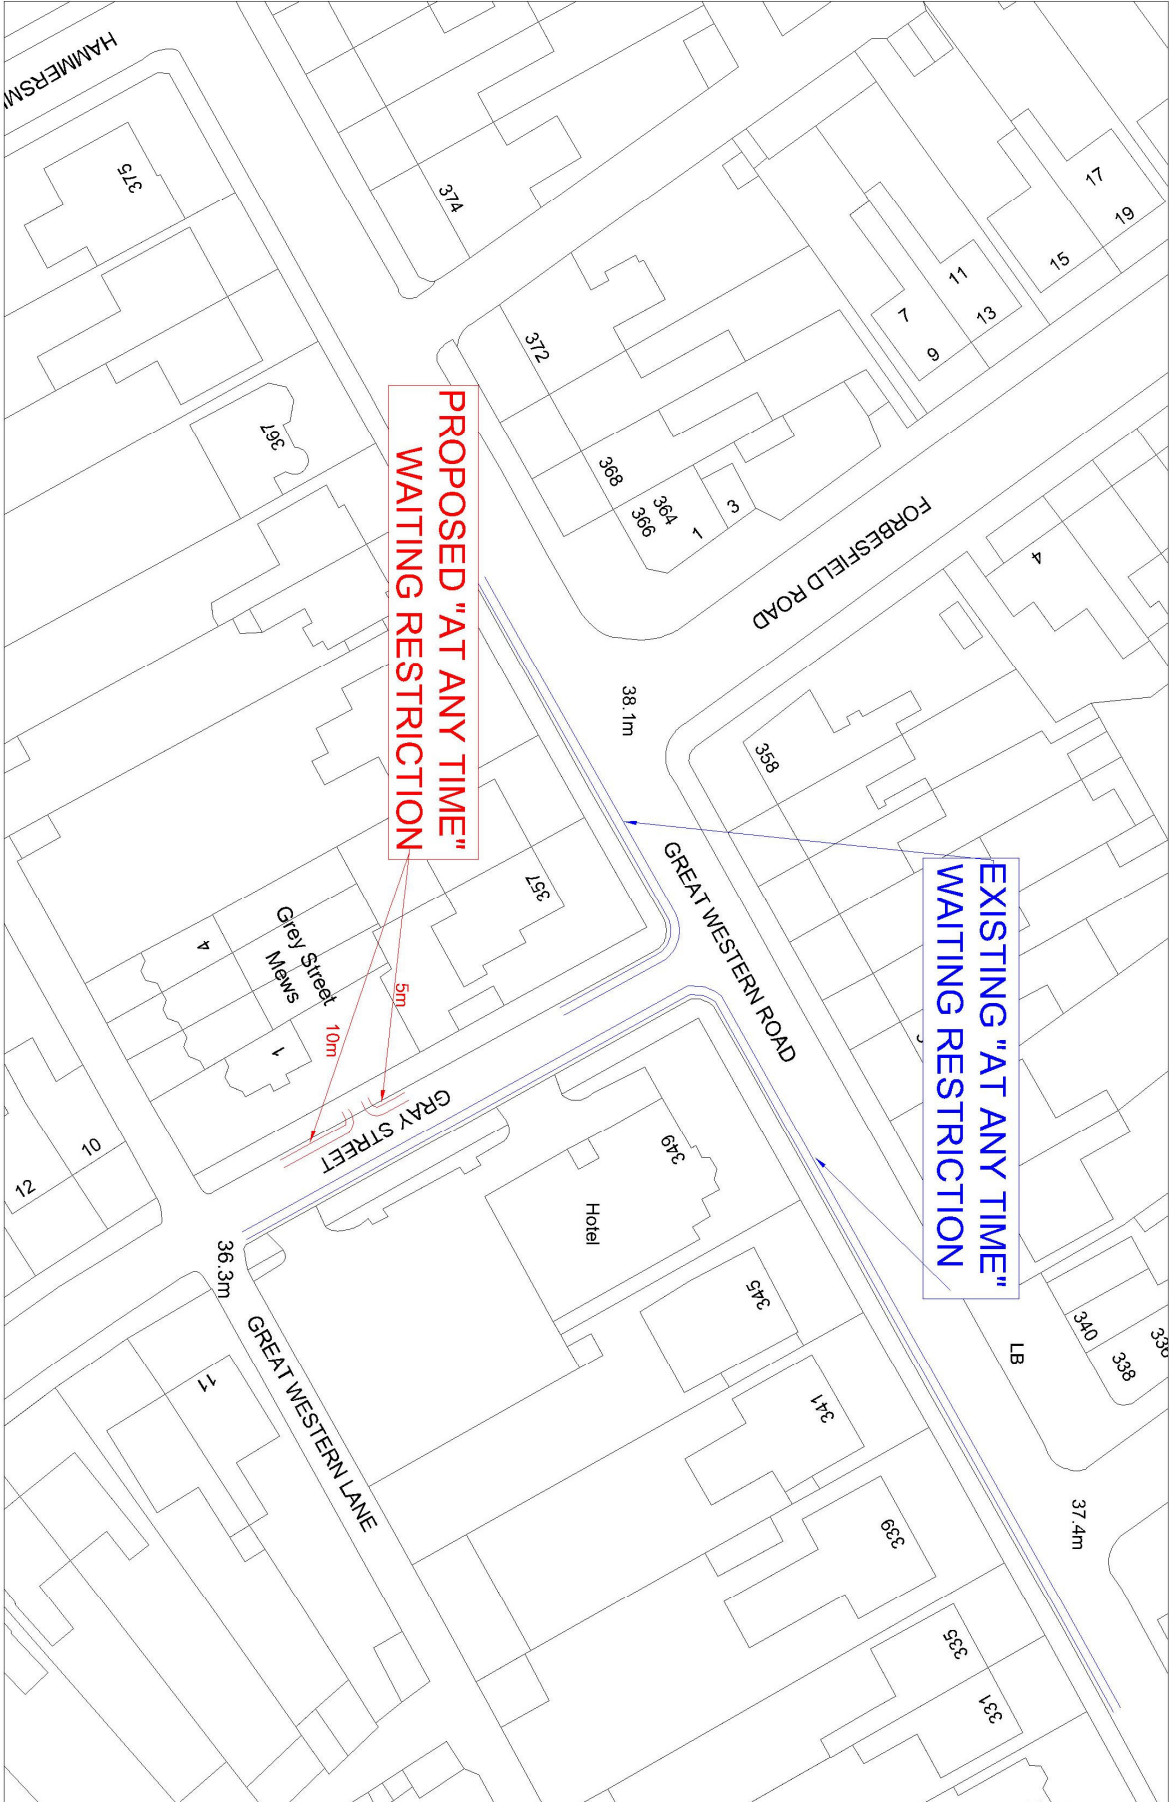 HAMMERSMI
375
374
367
372
368
364
366
1
3
7
9
11
13
15
17
19
FORBESFIELD ROAD
4
358
38.1m
PROPOSED "AT ANY TIME"
WAITING RESTRICTION
EXISTING "AT ANY TIME"
WAITING RESTRICTION
GREAT WESTERN ROAD
357
Grey Street
Mews
4
1
5m
10m
GRAY STREET
349
Hotel
345
341
339
335
331
340
338
336
LB
37.4m
36.3m
GREAT WESTERN LANE
10
12
11